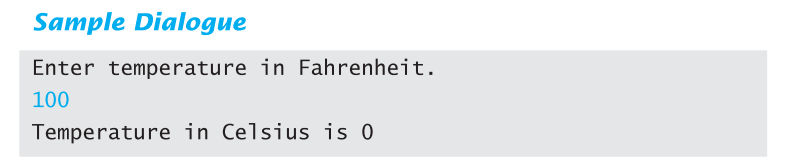 Sample Dialogue
Enter temperature in Fahrenheit.
100
Temperature in Celsius is 0